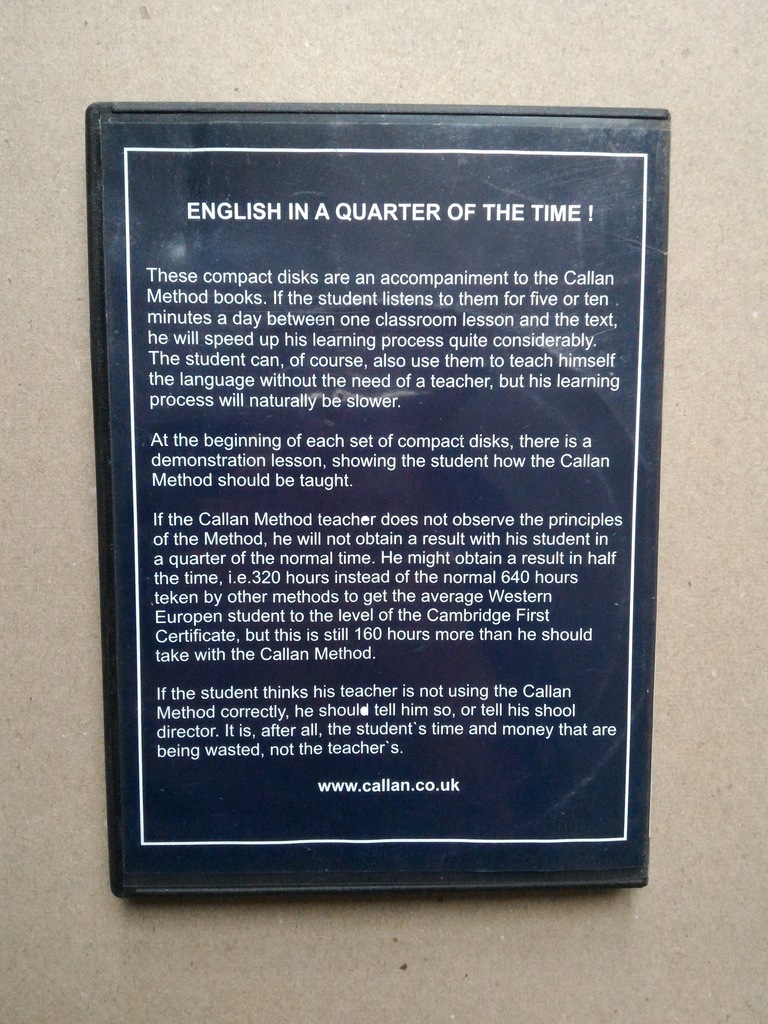 ENGLISH IN A QUARTER OF THE TIME !
These compact disks are an accompaniment to the Callan
Method books. If the student listens to them for five or ten
minutes a day between one classroom lesson and the text,
he will speed up his learning process quite considerably.
The student can, of course, also use them to teach himself
the language without the need of a teacher, but his learning
process will naturally be slower.
At the beginning of each set of compact disks, there is a
demonstration lesson, showing the student how the Callan
Method should be taught.
If the Callan Method teacher does not observe the principles
of the Method, he will not obtain a result with his student in
a quarter of the normal time. He might obtain a result in half
the time, i.e.320 hours instead of the normal 640 hours
teken by other methods to get the average Western
Europen student to the level of the Cambridge First
Certificate, but this is still 160 hours more than he should
take with the Callan Method.
If the student thinks his teacher is not using the Callan
Method correctly, he should tell him so, or tell his shool
director. It is, after all, the student`s time and money that are
being wasted, not the teacher`s.
www.callan.co.uk